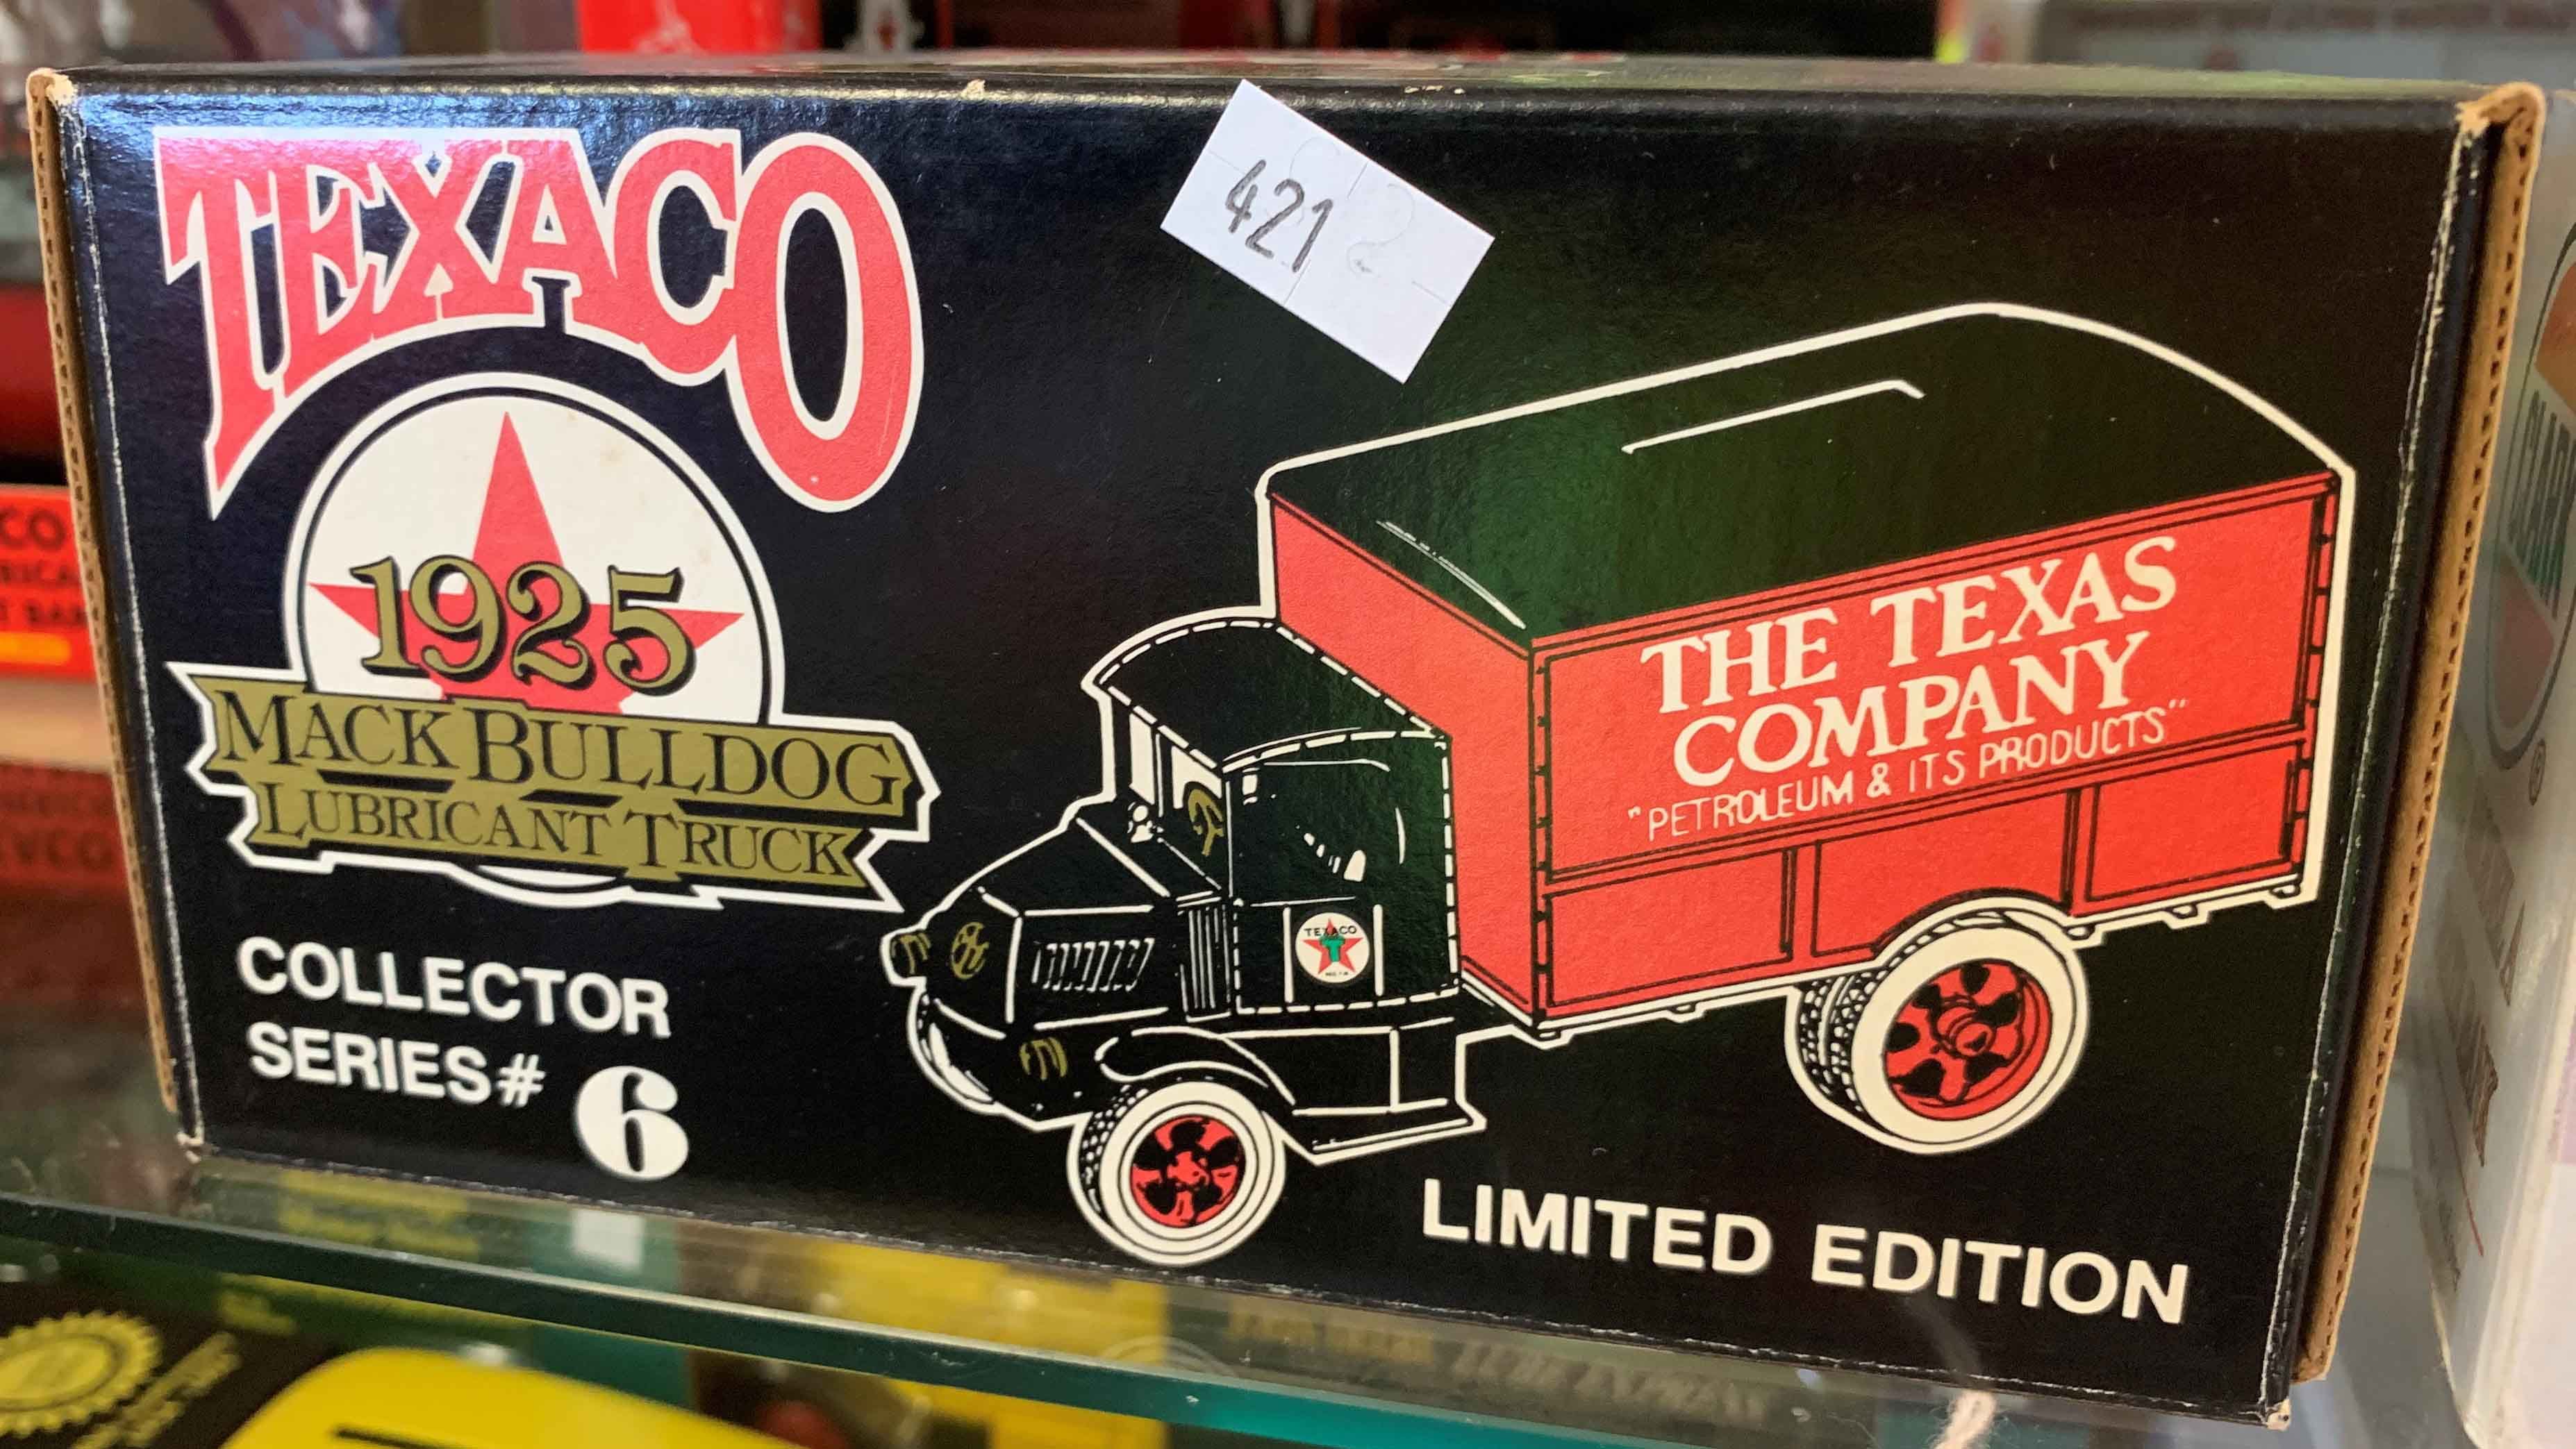 TEXACO
421
1925
MACK BULLDOG
LUBRICANT TRUCK
COLLECTOR
SERIES# 6
THE TEXAS
COMPANY
"PETROLEUM & ITS PRODUCTS"
TEXACO
T
LIMITED EDITION